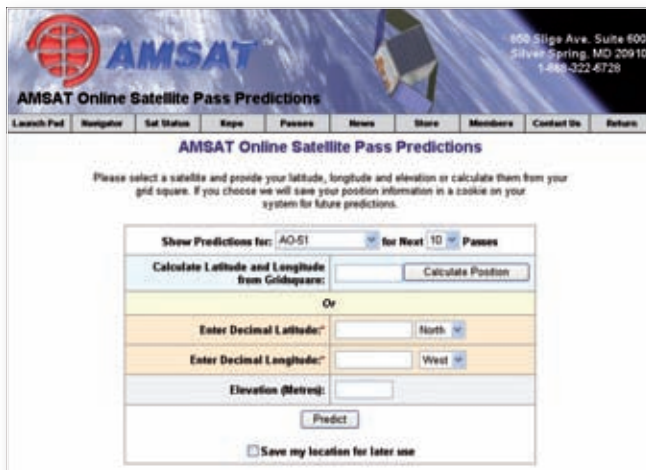 850 Sligo Ave. Suite 600
Silver Spring, MD 20910
1-888-322-6728
AMSAT™
AMSAT Online Satellite Pass Predictions
Launch Pad Navigator Sat Status Keps Passes News Store Members Contact Us Return
AMSAT Online Satellite Pass Predictions
Please select a satellite and provide your latitude, longitude and elevation or calculate them from your
grid square. If you choose we will save your position information in a cookie on your
system for future predictions.
Show Predictions for: AO-51 for Next 10 Passes
Calculate Latitude and Longitude
from Gridsquare: Calculate Position
Or
Enter Decimal Latitude:* North
Enter Decimal Longitude:* West
Elevation (Metres):
Predict
Save my location for later use